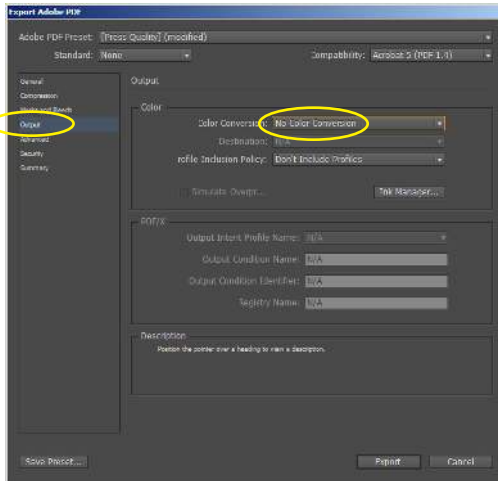 Export Adobe PDF
Adobe PDF Preset: [Press Quality] (modified)
Standard: None Compatibility: Acrobat 5 (PDF 1.4)
General
Compression
Marks and Bleeds
Output
Advanced
Security
Summary
Output
Color
Color Conversion: No Color Conversion
Destination: N/A
rofile Inclusion Policy: Don't Include Profiles
Simulate Overpr...
Ink Manager...
PDF/X
Output Intent Profile Name: N/A
Output Condition Name: N/A
Output Condition Identifier: N/A
Registry Name: N/A
Description
Position the pointer over a heading to view a description.
Save Preset...
Export
Cancel